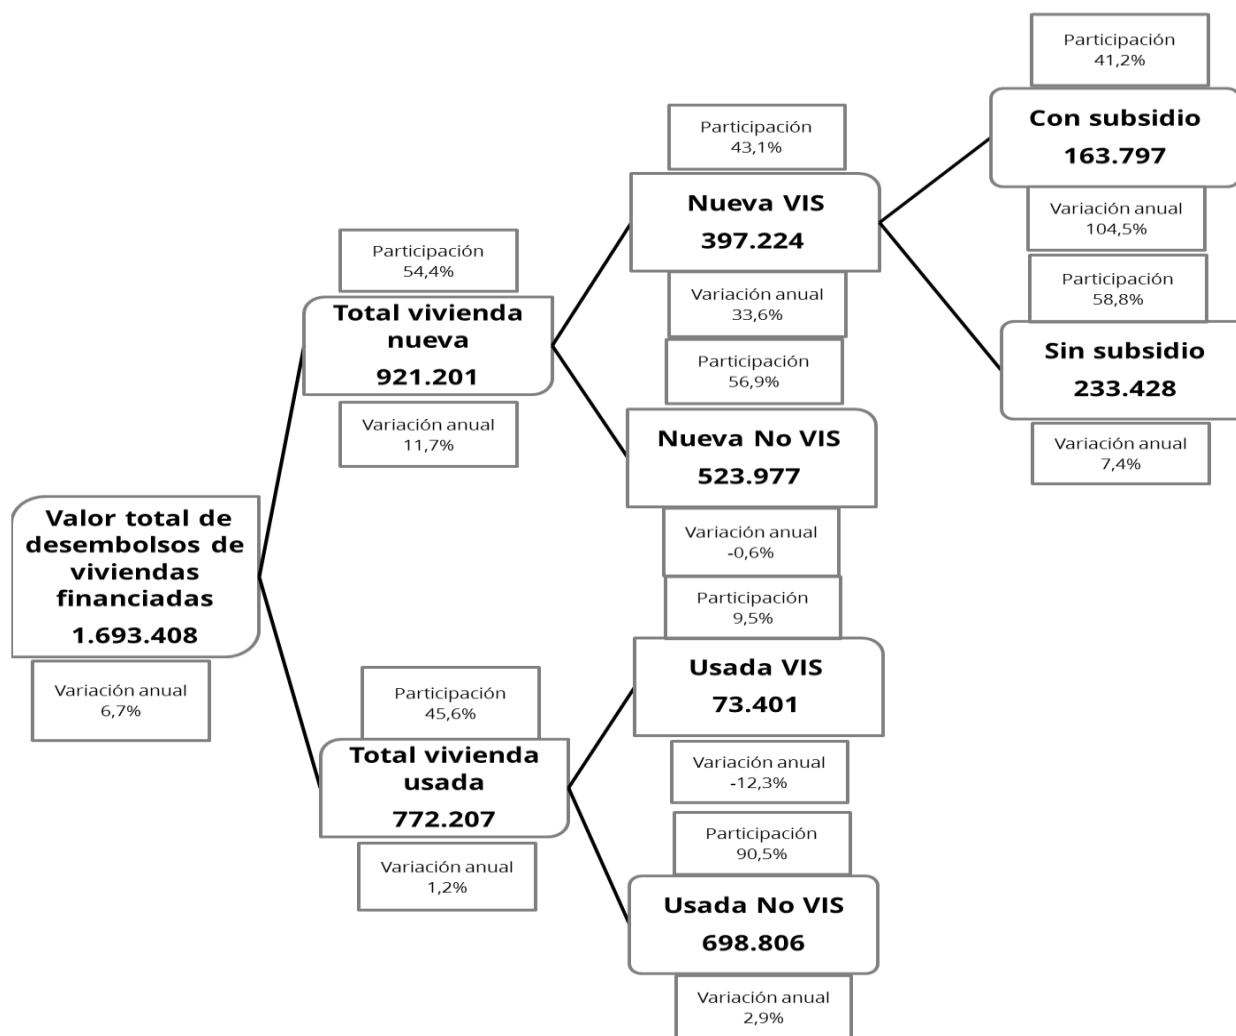 Valor total de
desembolsos de
viviendas
financiadas
1.693.408
Variación anual
6,7%
Participación
54,4%
Total vivienda
nueva
921.201
Variación anual
11,7%
Participación
45,6%
Total vivienda
usada
772.207
Variación anual
1,2%
Participación
43,1%
Nueva VIS
397.224
Variación anual
33,6%
Participación
56,9%
Nueva No VIS
523.977
Variación anual
-0,6%
Participación
9,5%
Usada VIS
73.401
Variación anual
-12,3%
Participación
90,5%
Usada No VIS
698.806
Variación anual
2,9%
Participación
41,2%
Con subsidio
163.797
Variación anual
104,5%
Participación
58,8%
Sin subsidio
233.428
Variación anual
7,4%